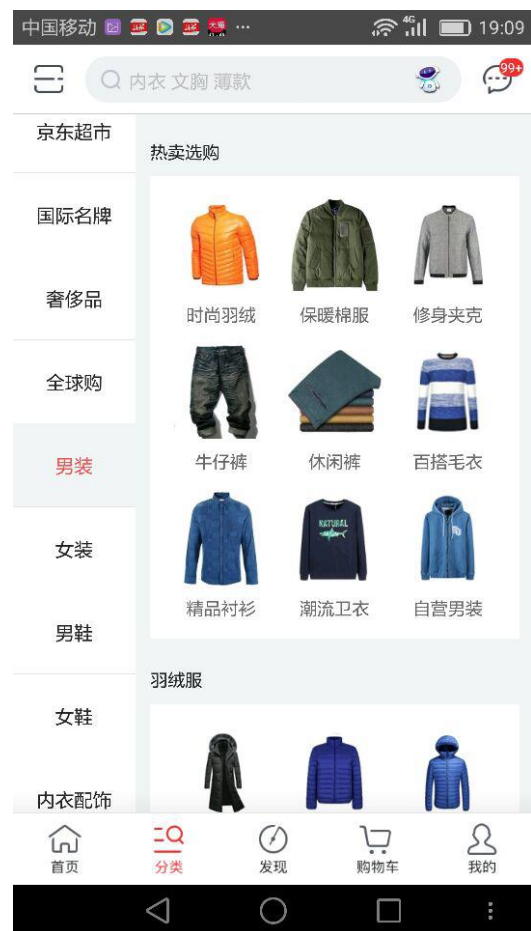 中国移动 ... 4G 19:09
内衣 文胸 薄款
99+
京东超市
国际名牌
奢侈品
全球购
男装
女装
男鞋
女鞋
内衣配饰
热卖选购
时尚羽绒 保暖棉服 修身夹克
牛仔裤 休闲裤 百搭毛衣
NATURAL
精品衬衫 潮流卫衣 自营男装
羽绒服
首页 分类 发现 购物车 我的